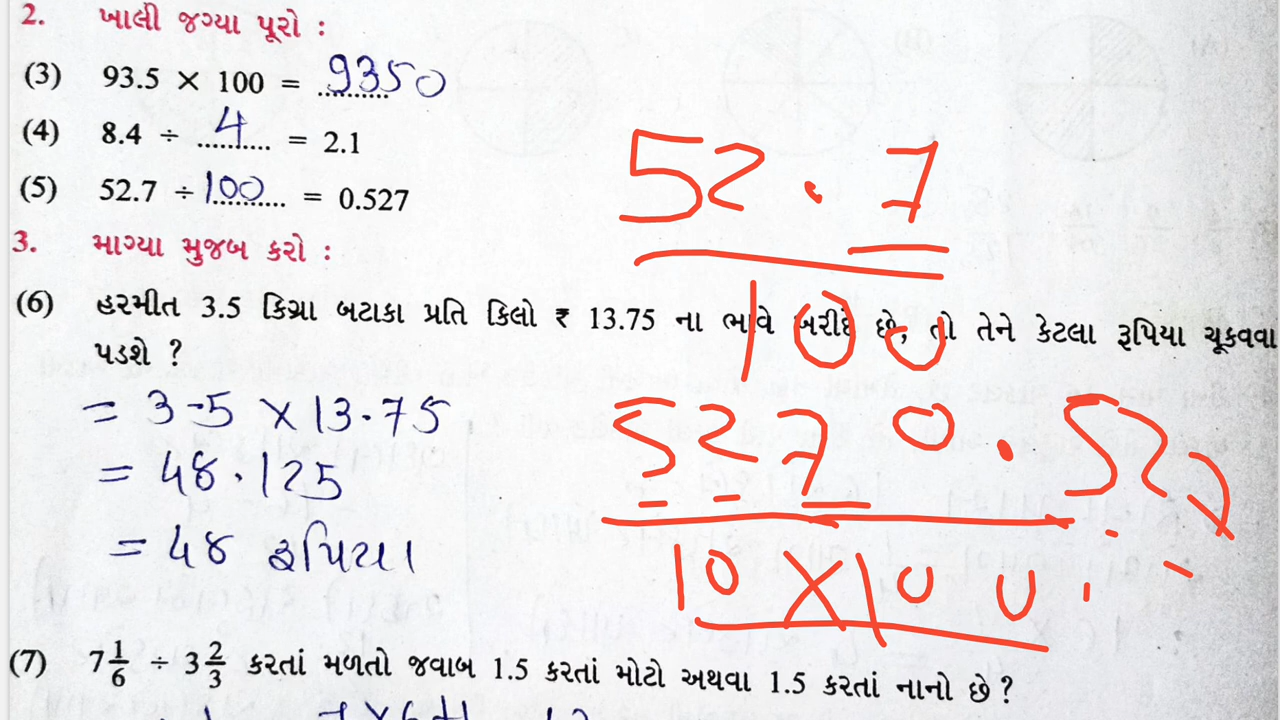 2. ખાલી જગ્યા પૂરો :
(3) 93.5 × 100 = 9350
(4) 8.4 ÷ 4 = 2.1
(5) 52.7 ÷ 100 = 0.527
52.7
100
3. માગ્યા મુજબ કરો :
(6) હરમીત 3.5 કિગ્રા બટાકા પ્રતિ કિલો ₹ 13.75 ના ભાવે ખરીદે છે, તો તેને કેટલા રૂપિયા ચૂકવવા
પડશે ?
= 3.5 × 13.75
= 48.125
= 48 રૂપિયા
527 0.527
10 × 100
(7) 7 1/6 ÷ 3 2/3 કરતાં મળતો જવાબ 1.5 કરતાં મોટો અથવા 1.5 કરતાં નાનો છે ?